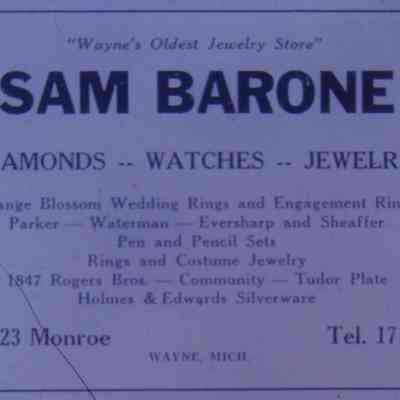 "Wayne's Oldest Jewelry Store"
SAM BARONE
AMONDS -- WATCHES -- JEWELR
ange Blossom Wedding Rings and Engagement Rin
Parker — Waterman — Eversharp and Sheaffer
Pen and Pencil Sets
Rings and Costume Jewelry
1847 Rogers Bros. — Community — Tudor Plate
Holmes & Edwards Silverware
23 Monroe Tel. 17
WAYNE, MICH.